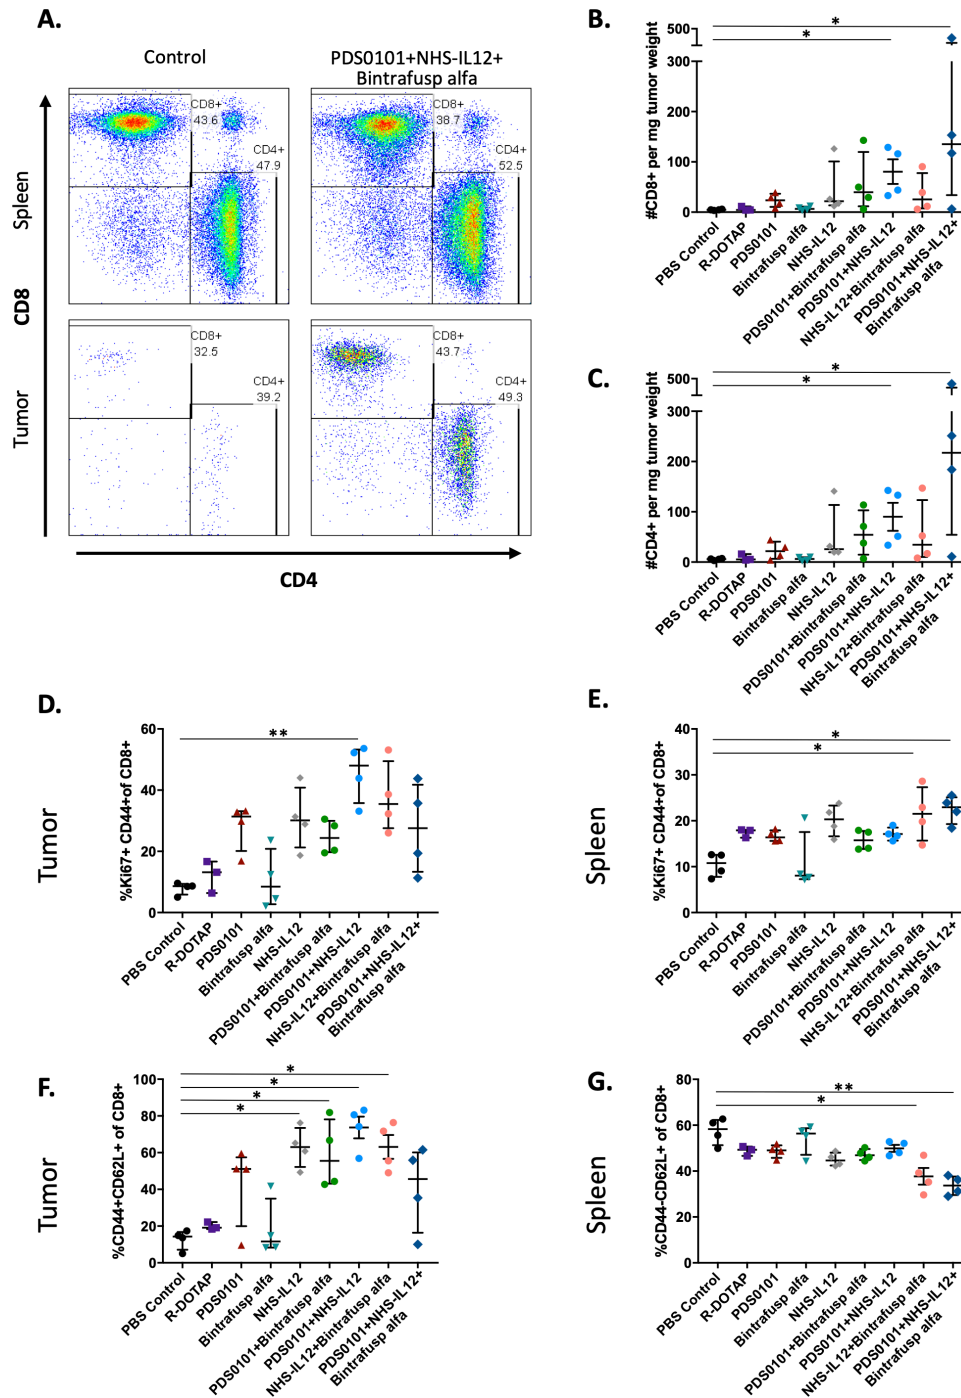 A.
Control
PDS0101+NHS-IL12+
Bintrafusp alfa
CD8+
43.6
CD4+
47.9
CD8+
38.7
CD4+
52.5
Spleen
CD8
CD8+
32.5
CD4+
39.2
CD8+
43.7
CD4+
49.3
Tumor
CD4
B.
#CD8+ per mg tumor weight
500
300
200
100
0
*
*
PBS Control
R-DOTAP
PDS0101
Bintrafusp alfa
NHS-IL12
PDS0101+Bintrafusp alfa
PDS0101+NHS-IL12
NHS-IL12+Bintrafusp alfa
PDS0101+NHS-IL12+
Bintrafusp alfa
C.
#CD4+ per mg tumor weight
500
300
200
100
0
*
*
PBS Control
R-DOTAP
PDS0101
Bintrafusp alfa
NHS-IL12
PDS0101+Bintrafusp alfa
PDS0101+NHS-IL12
NHS-IL12+Bintrafusp alfa
PDS0101+NHS-IL12+
Bintrafusp alfa
D.
Tumor
%Ki67+ CD44+of CD8+
60
40
20
0
**
PBS Control
R-DOTAP
PDS0101
Bintrafusp alfa
NHS-IL12
PDS0101+Bintrafusp alfa
PDS0101+NHS-IL12
NHS-IL12+Bintrafusp alfa
PDS0101+NHS-IL12+
Bintrafusp alfa
E.
Spleen
%Ki67+ CD44+of CD8+
40
30
20
10
0
*
*
PBS Control
R-DOTAP
PDS0101
Bintrafusp alfa
NHS-IL12
PDS0101+Bintrafusp alfa
PDS0101+NHS-IL12
NHS-IL12+Bintrafusp alfa
PDS0101+NHS-IL12+
Bintrafusp alfa
F.
Tumor
%CD44+CD62L+ of CD8+
100
80
60
40
20
0
*
*
*
*
PBS Control
R-DOTAP
PDS0101
Bintrafusp alfa
NHS-IL12
PDS0101+Bintrafusp alfa
PDS0101+NHS-IL12
NHS-IL12+Bintrafusp alfa
PDS0101+NHS-IL12+
Bintrafusp alfa
G.
Spleen
%CD44-CD62L+ of CD8+
80
60
40
20
0
**
*
PBS Control
R-DOTAP
PDS0101
Bintrafusp alfa
NHS-IL12
PDS0101+Bintrafusp alfa
PDS0101+NHS-IL12
NHS-IL12+Bintrafusp alfa
PDS0101+NHS-IL12+
Bintrafusp alfa